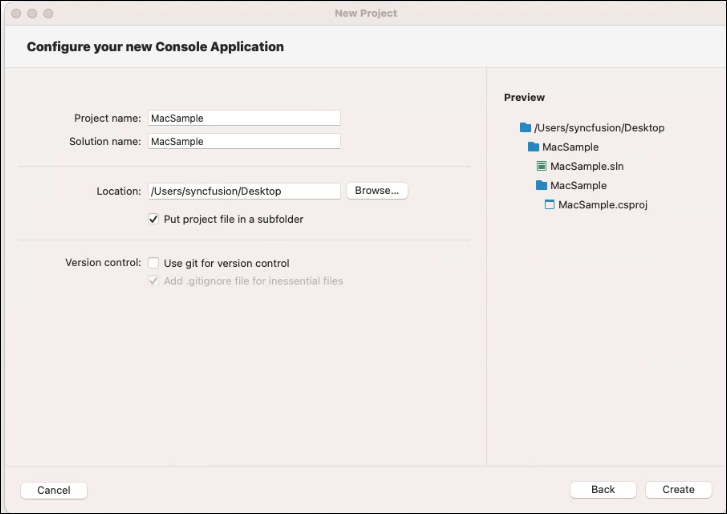 New Project
Configure your new Console Application
Project name: MacSample
Solution name: MacSample
Location: /Users/syncfusion/Desktop Browse...
Put project file in a subfolder
Version control: Use git for version control
Add .gitignore file for inessential files
Preview
/Users/syncfusion/Desktop
MacSample
MacSample.sln
MacSample
MacSample.csproj
Cancel Back Create